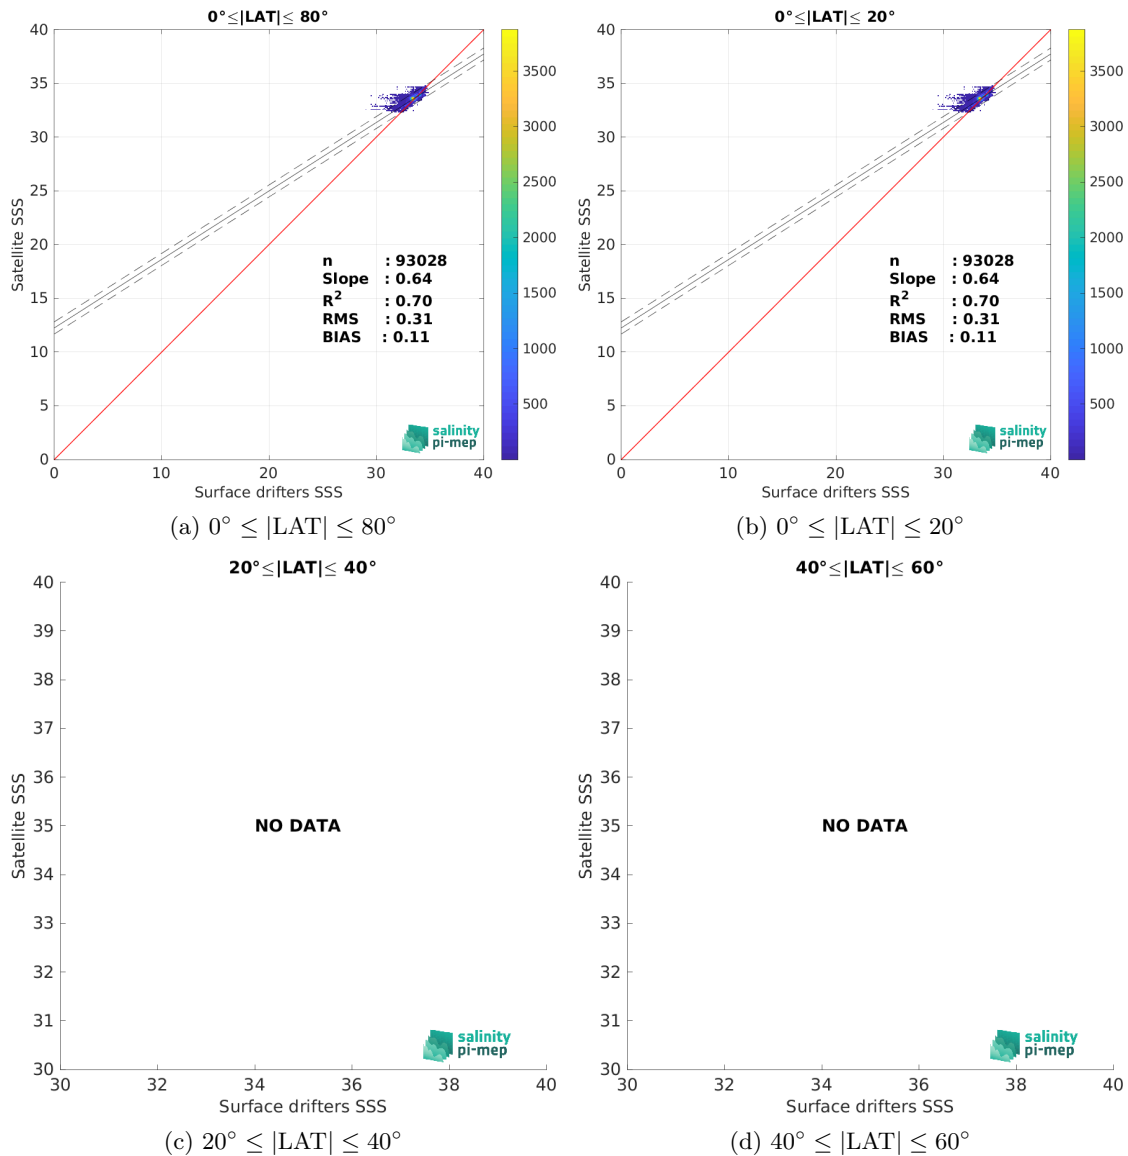 0°≤|LAT|≤ 80°
40
35
30
25
20
15
10
5
0
0
10
20
30
40
Satellite SSS
Surface drifters SSS
n : 93028
Slope : 0.64
R² : 0.70
RMS : 0.31
BIAS : 0.11
salinity
pi-mep
3500
3000
2500
2000
1500
1000
500
(a) 0° ≤ |LAT| ≤ 80°
0°≤|LAT|≤ 20°
40
35
30
25
20
15
10
5
0
0
10
20
30
40
Satellite SSS
Surface drifters SSS
n : 93028
Slope : 0.64
R² : 0.70
RMS : 0.31
BIAS : 0.11
salinity
pi-mep
3500
3000
2500
2000
1500
1000
500
(b) 0° ≤ |LAT| ≤ 20°
20°≤|LAT|≤ 40°
40
39
38
37
36
35
34
33
32
31
30
30
32
34
36
38
40
Satellite SSS
NO DATA
salinity
pi-mep
Surface drifters SSS
(c) 20° ≤ |LAT| ≤ 40°
40°≤|LAT|≤ 60°
40
39
38
37
36
35
34
33
32
31
30
30
32
34
36
38
40
Satellite SSS
NO DATA
salinity
pi-mep
Surface drifters SSS
(d) 40° ≤ |LAT| ≤ 60°